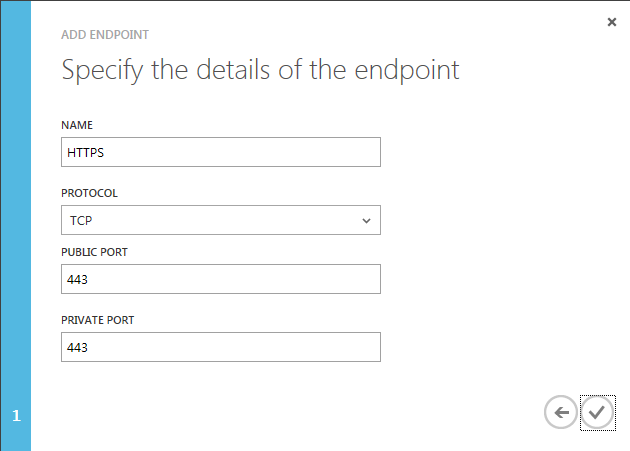 ADD ENDPOINT
Specify the details of the endpoint
NAME
HTTPS
PROTOCOL
TCP
PUBLIC PORT
443
PRIVATE PORT
443
1